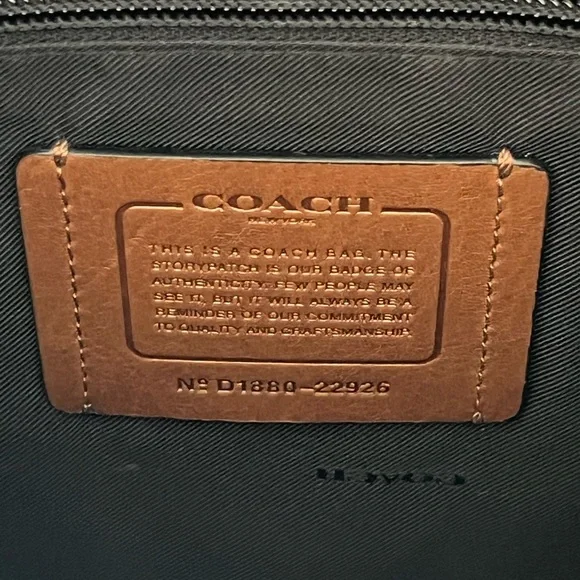 COACH
NEW YORK
THIS IS A COACH BAG. THE
STORYPATCH IS OUR BADGE OF
AUTHENTICITY. FEW PEOPLE MAY
SEE IT, BUT IT WILL ALWAYS BE A
REMINDER OF OUR COMMITMENT
TO QUALITY AND CRAFTSMANSHIP.
Nº D1880-22926
COACH